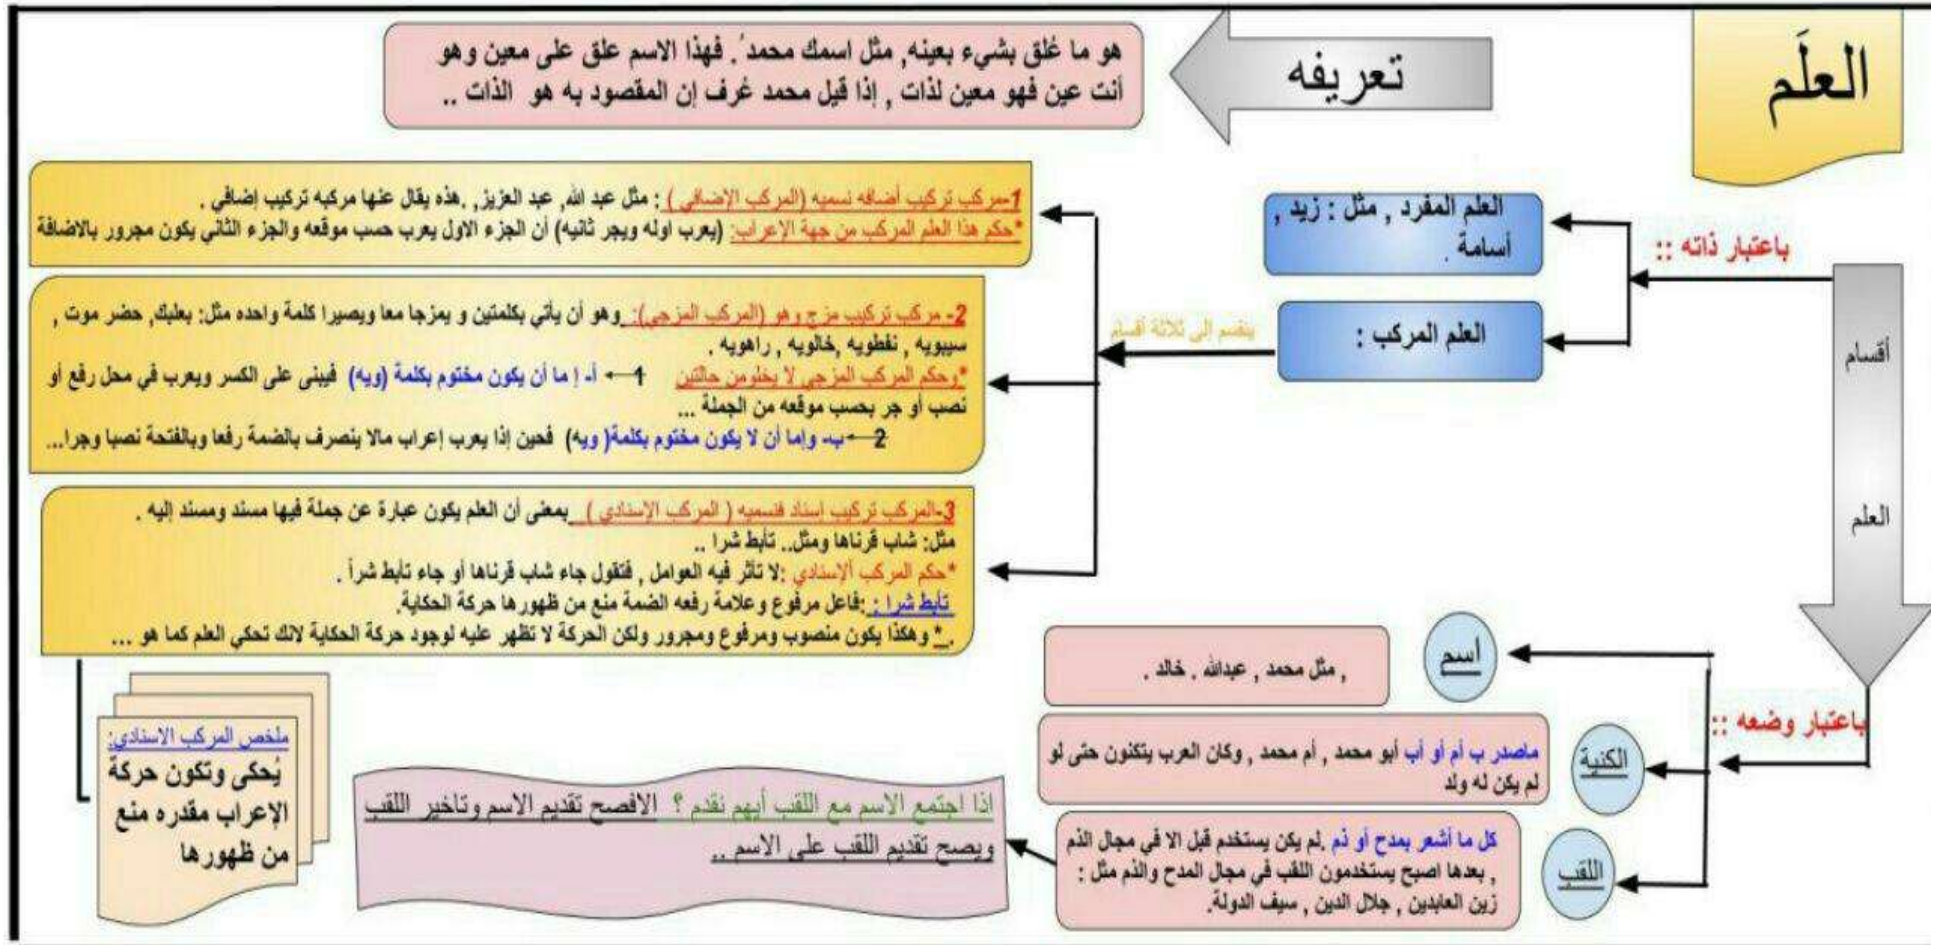 العلَم
تعريفه
هو ما عُلق بشيء بعينه, مثل اسمك محمدُ. فهذا الاسم علق على معين وهو
أنت عين فهو معين لذات , إذا قيل محمد عُرف إن المقصود به هو الذات ..
أقسام
العلم
باعتبار ذاته ::
العلم المفرد , مثل : زيد ,
أسامة .
العلم المركب :
ينقسم إلى ثلاثة أقسام
1-مركب تركيب أضافه نسميه (المركب الإضافي ) : مثل عبد الله, عبد العزيز, .هذه يقال عنها مركبه تركيب إضافي .
*حكم هذا العلم المركب من جهة الإعراب: (يعرب اوله ويجر ثانيه) أن الجزء الاول يعرب حسب موقعه والجزء الثاني يكون مجرور بالاضافة
2- مركب تركيب مزج وهو (المركب المزجي): وهو أن يأتي بكلمتين و يمزجا معا ويصيرا كلمة واحده مثل: بعلبك, حضر موت ,
سيبويه , نفطويه ,خالويه , راهويه .
*وحكم المركب المزجي لا يخلومن حالتين 1← أ- إ ما أن يكون مختوم بكلمة (ويه) فيبنى على الكسر ويعرب في محل رفع أو
نصب أو جر بحسب موقعه من الجملة ...
2←ب- وإما أن لا يكون مختوم بكلمة( ويه) فحين إذا يعرب إعراب مالا ينصرف بالضمة رفعا وبالفتحة نصبا وجرا...
3-المركب تركيب إسناد فنسميه ( المركب الإسنادي ) بمعنى أن العلم يكون عبارة عن جملة فيها مسند ومسند إليه .
مثل: شاب قرناها ومثل.. تأبط شرا ..
*حكم المركب ألإسنادي :لا تأثر فيه العوامل , فتقول جاء شاب قرناها أو جاء تأبط شراً .
تأبط شرا : :فاعل مرفوع وعلامة رفعه الضمة منع من ظهورها حركة الحكاية.
.* وهكذا يكون منصوب ومرفوع ومجرور ولكن الحركة لا تظهر عليه لوجود حركة الحكاية لانك تحكي العلم كما هو ...
ملخص المركب الاسنادي:
يُحكى وتكون حركة
الإعراب مقدره منع
من ظهورها
باعتبار وضعه ::
اسم
, مثل محمد , عبدالله . خالد .
الكنية
ماصدر ب أم أو أب أبو محمد , أم محمد , وكان العرب يتكنون حتى لو
لم يكن له ولد
اللقب
كل ما أشعر بمدح أو ذم .لم يكن يستخدم قبل الا في مجال الذم
, بعدها اصبح يستخدمون اللقب في مجال المدح والذم مثل :
زين العابدين , جلال الدين , سيف الدولة.
اذا اجتمع الاسم مع اللقب أيهم نقدم ؟ الافصح تقديم الاسم وتاخير اللقب
ويصح تقديم اللقب على الاسم ..